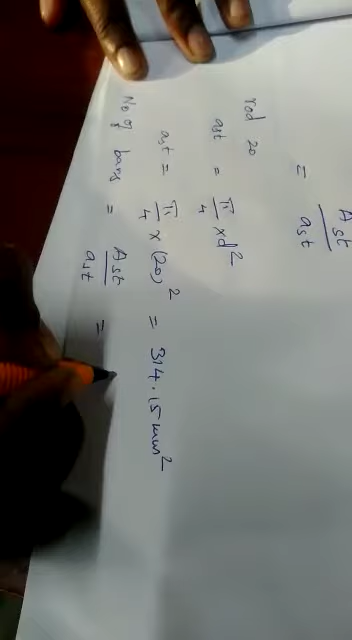 = Ast / ast
rod 20
ast = π/4 × d²
ast = π/4 × (20)² = 314.15 mm²
No of bars = Ast / ast =